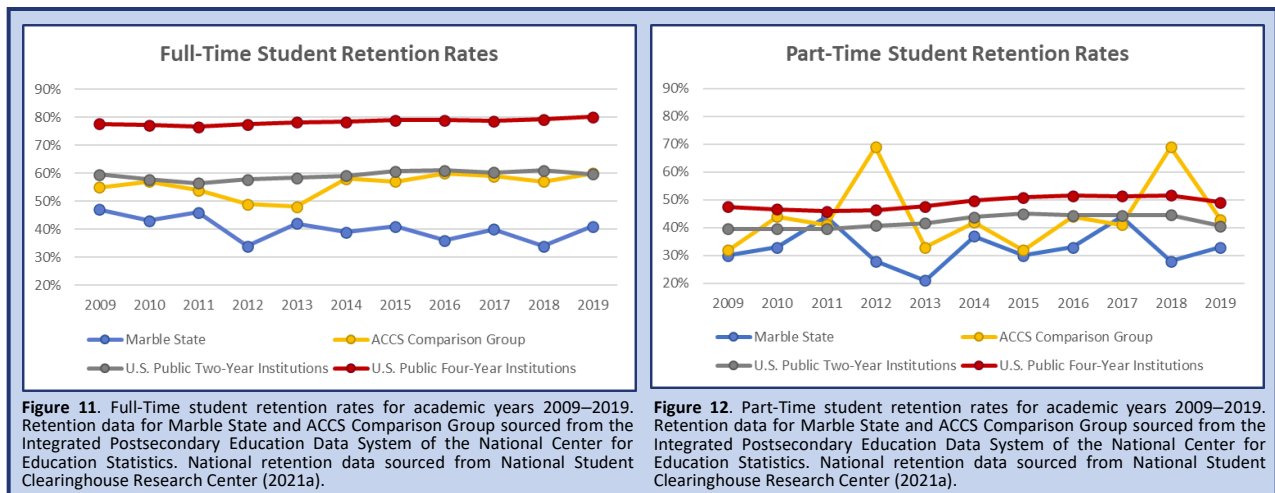 Full-Time Student Retention Rates
90%
80%
70%
60%
50%
40%
30%
20%
2009 2010 2011 2012 2013 2014 2015 2016 2017 2018 2019
Marble State ACCS Comparison Group
U.S. Public Two-Year Institutions U.S. Public Four-Year Institutions
Figure 11. Full-Time student retention rates for academic years 2009–2019.
Retention data for Marble State and ACCS Comparison Group sourced from the
Integrated Postsecondary Education Data System of the National Center for
Education Statistics. National retention data sourced from National Student
Clearinghouse Research Center (2021a).
Part-Time Student Retention Rates
90%
80%
70%
60%
50%
40%
30%
20%
2009 2010 2011 2012 2013 2014 2015 2016 2017 2018 2019
Marble State ACCS Comparison Group
U.S. Public Two-Year Institutions U.S. Public Four-Year Institutions
Figure 12. Part-Time student retention rates for academic years 2009–2019.
Retention data for Marble State and ACCS Comparison Group sourced from the
Integrated Postsecondary Education Data System of the National Center for
Education Statistics. National retention data sourced from National Student
Clearinghouse Research Center (2021a).